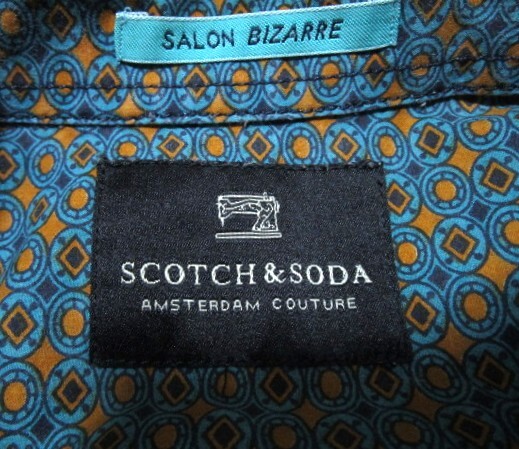 SALON BIZARRE
SCOTCH & SODA
AMSTERDAM COUTURE